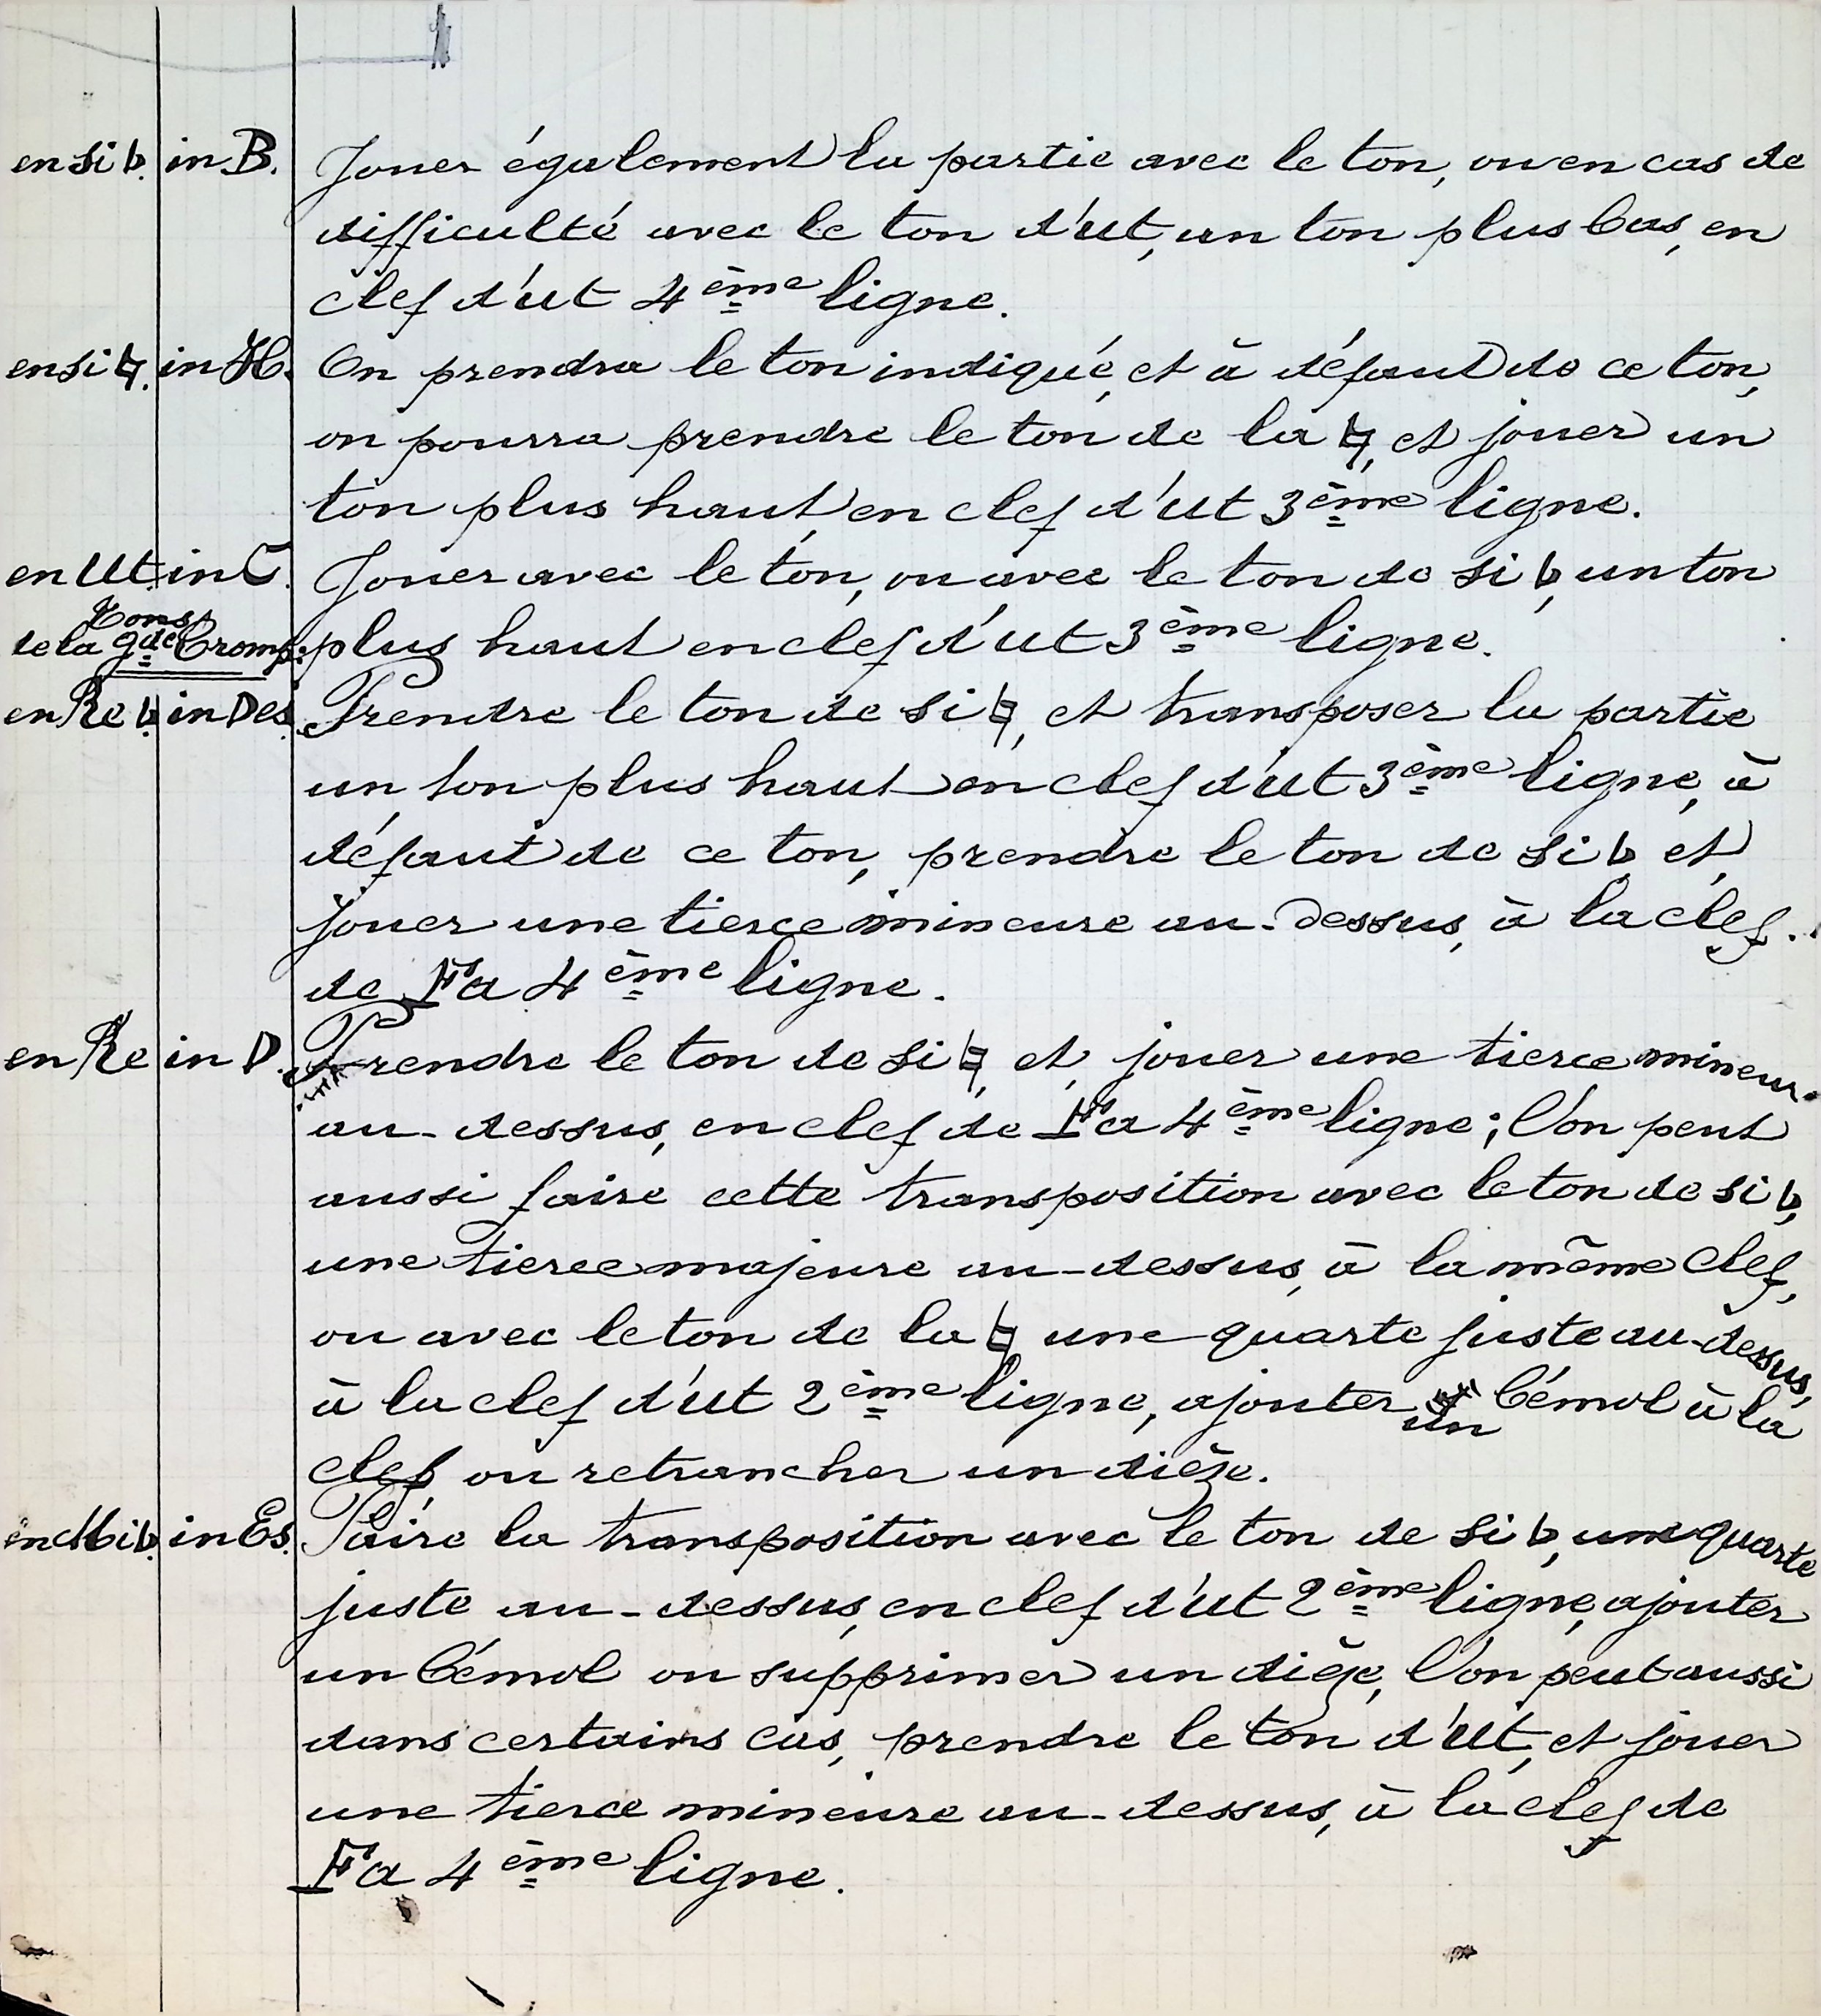 en si ♭. in B. Jouer également la partie avec le ton, ou en cas de
difficulté avec le ton d'ut, un ton plus bas, en
clef d'ut 4ème ligne.
en si ♮. in H. On prendra le ton indiqué, et à défaut de ce ton,
on pourra prendre le ton de la ♮, et jouer un
ton plus haut, en clef d'ut 3ème ligne.
en Ut. in C. Jouer avec le ton, ou avec le ton de si ♭, un ton
Tons
de la gde Tromp: plus haut en clef d'ut 3ème ligne.
en Re ♭. in Des. Prendre le ton de si ♮, et transposer la partie
un ton plus haut en clef d'ut 3ème ligne, à
défaut de ce ton, prendre le ton de si ♭, et
jouer une tierce mineure au-dessus, à la clef.
de Fa 4ème ligne.
en Re in D. Prendre le ton de si ♮, et, jouer une tierce mineur.
au-dessus, en clef de Fa 4ème ligne; l'on peut
aussi faire cette transposition avec le ton de si ♭,
une tierce majeure au-dessus, à la même clef,
ou avec le ton de la ♮ une quarte juste au-dessus,
à la clef d'ut 2ème ligne, ajouter un bémol à la
clef, ou retrancher un dièze.
en Mi ♭. in Es. Faire la transposition avec le ton de si ♭, une quarte
juste au-dessus, en clef d'ut 2ème ligne, ajouter
un bémol ou supprimer un dièze, l'on peut aussi
dans certains cas, prendre le ton d'Ut, et jouer
une tierce mineure au-dessus, à la clef de
Fa 4ème ligne.